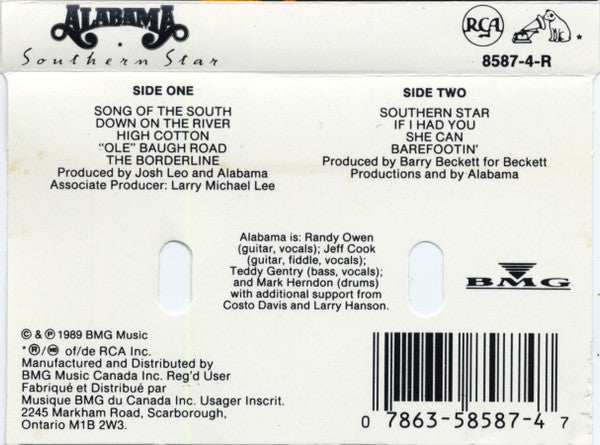 ALABAMA
Southern Star
RCA
8587-4-R
SIDE ONE
SONG OF THE SOUTH
DOWN ON THE RIVER
HIGH COTTON
“OLE” BAUGH ROAD
THE BORDERLINE
Produced by Josh Leo and Alabama
Associate Producer: Larry Michael Lee
SIDE TWO
SOUTHERN STAR
IF I HAD YOU
SHE CAN
BAREFOOTIN’
Produced by Barry Beckett for Beckett
Productions and by Alabama
Alabama is: Randy Owen
(guitar, vocals); Jeff Cook
(guitar, fiddle, vocals);
Teddy Gentry (bass, vocals);
and Mark Herndon (drums)
with additional support from
Costo Davis and Larry Hanson.
BMG
© & ℗ 1989 BMG Music
*®/ of/de RCA Inc.
Manufactured and Distributed by
BMG Music Canada Inc. Reg’d User
Fabriqué et Distribué par
Musique BMG du Canada Inc. Usager Inscrit.
2245 Markham Road, Scarborough,
Ontario M1B 2W3.
0 7863-58587-4 7